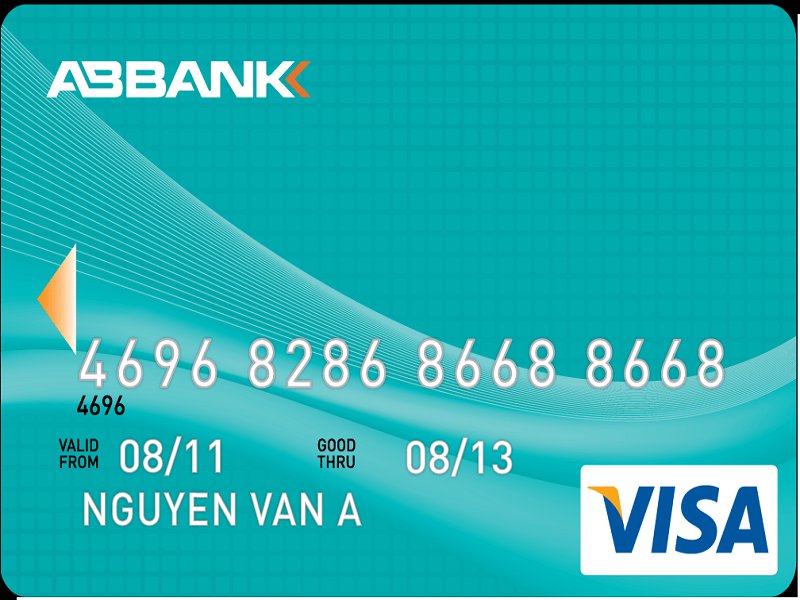 ABBANK
4696 8286 8668 8668
4696
VALID FROM 08/11 GOOD THRU 08/13
NGUYEN VAN A
VISA